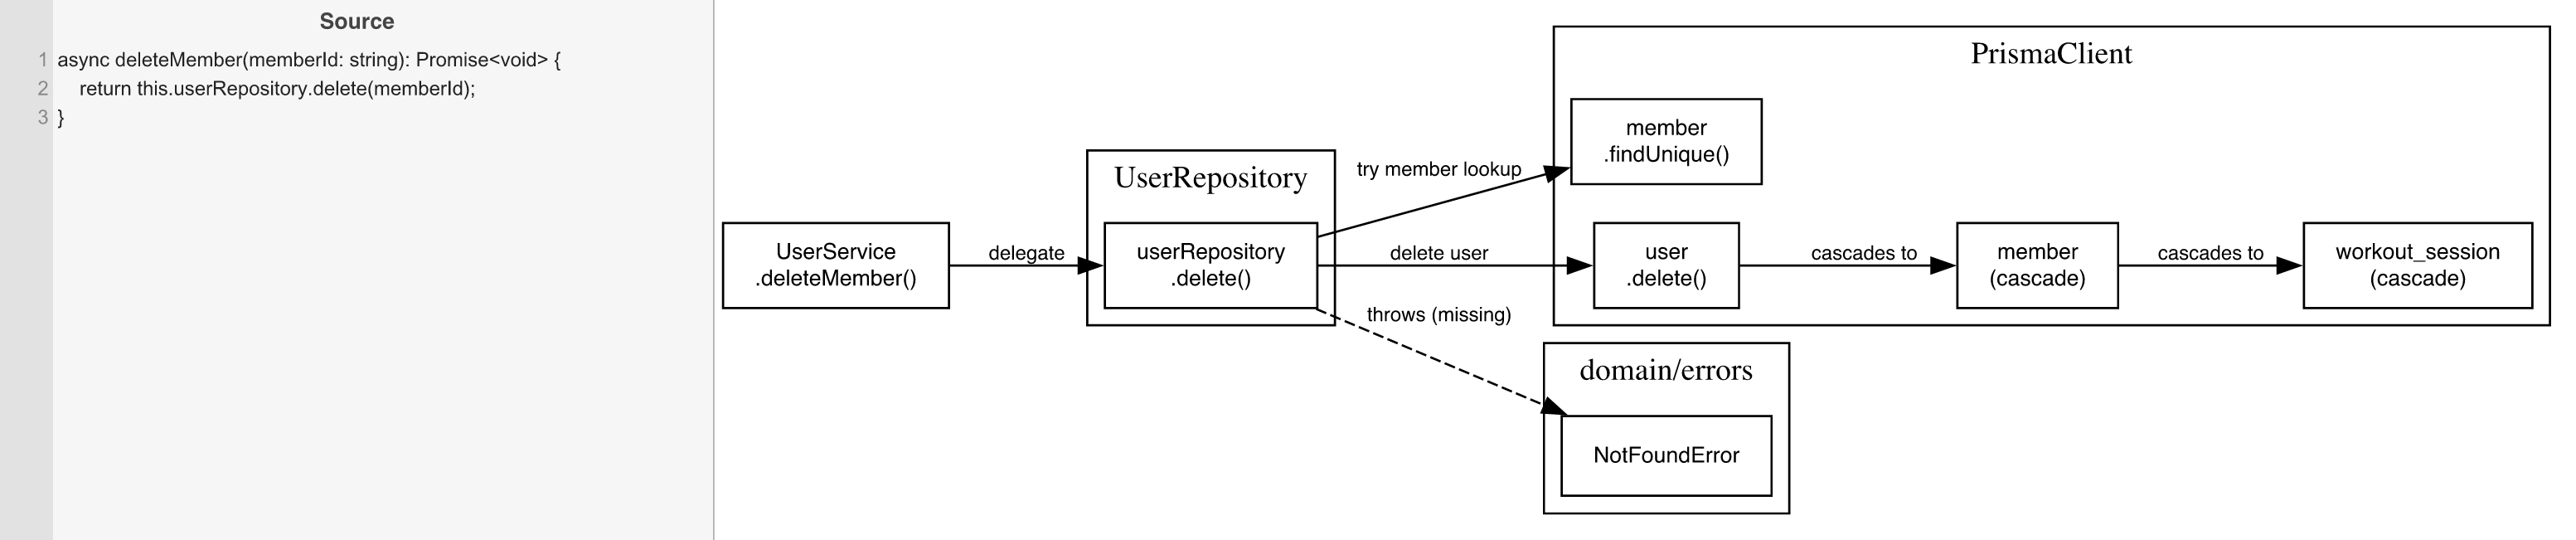 Source
1 async deleteMember(memberId: string): Promise<void> {
2 return this.userRepository.delete(memberId);
3 }
PrismaClient
member
.findUnique()
UserRepository
try member lookup
UserService
.deleteMember()
delegate
userRepository
.delete()
delete user
user
.delete()
cascades to
member
(cascade)
cascades to
workout_session
(cascade)
throws (missing)
domain/errors
NotFoundError